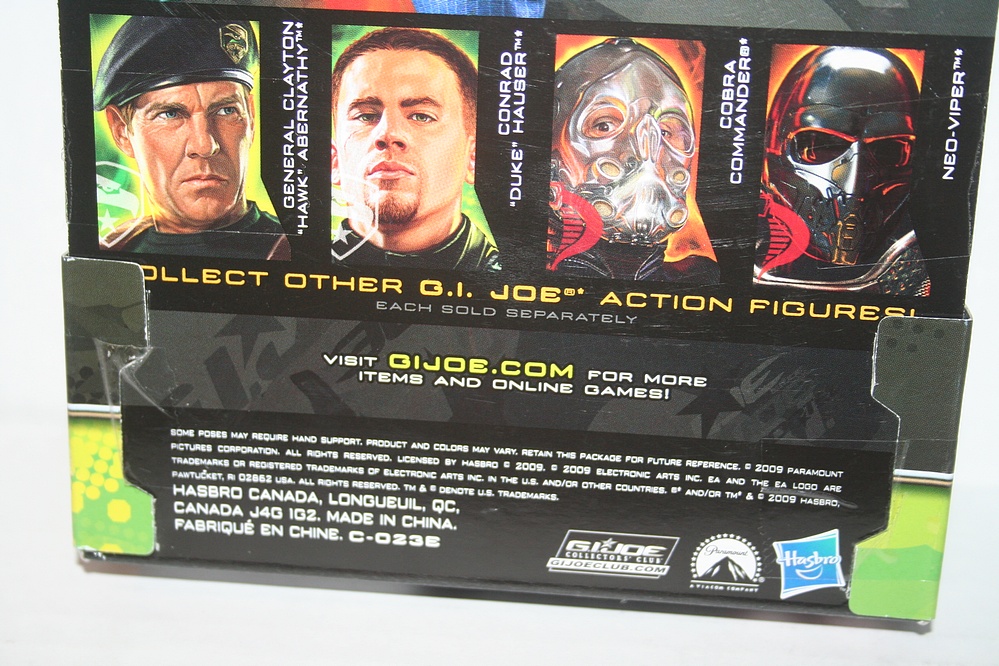 GENERAL CLAYTON
"HAWK" ABERNATHY™*
CONRAD
"DUKE" HAUSER™*
COBRA
COMMANDER®*
NEO-VIPER™*
OLLECT OTHER G.I. JOE®* ACTION FIGURES!
EACH SOLD SEPARATELY
VISIT GIJOE.COM FOR MORE
ITEMS AND ONLINE GAMES!
SOME POSES MAY REQUIRE HAND SUPPORT. PRODUCT AND COLORS MAY VARY. RETAIN THIS PACKAGE FOR FUTURE REFERENCE. © 2009 PARAMOUNT
PICTURES CORPORATION. ALL RIGHTS RESERVED. LICENSED BY HASBRO © 2009. © 2009 ELECTRONIC ARTS INC. EA AND THE EA LOGO ARE
TRADEMARKS OR REGISTERED TRADEMARKS OF ELECTRONIC ARTS INC. IN THE U.S. AND/OR OTHER COUNTRIES. ®* AND/OR TM* & © 2009 HASBRO,
PAWTUCKET, RI 02862 USA. ALL RIGHTS RESERVED. TM & ® DENOTE U.S. TRADEMARKS.
HASBRO CANADA, LONGUEUIL, QC,
CANADA J4G 1G2. MADE IN CHINA.
FABRIQUÉ EN CHINE. C-023E
G.I. JOE
COLLECTORS' CLUB
GIJOECLUB.COM
Paramount
A VIACOM COMPANY
Hasbro